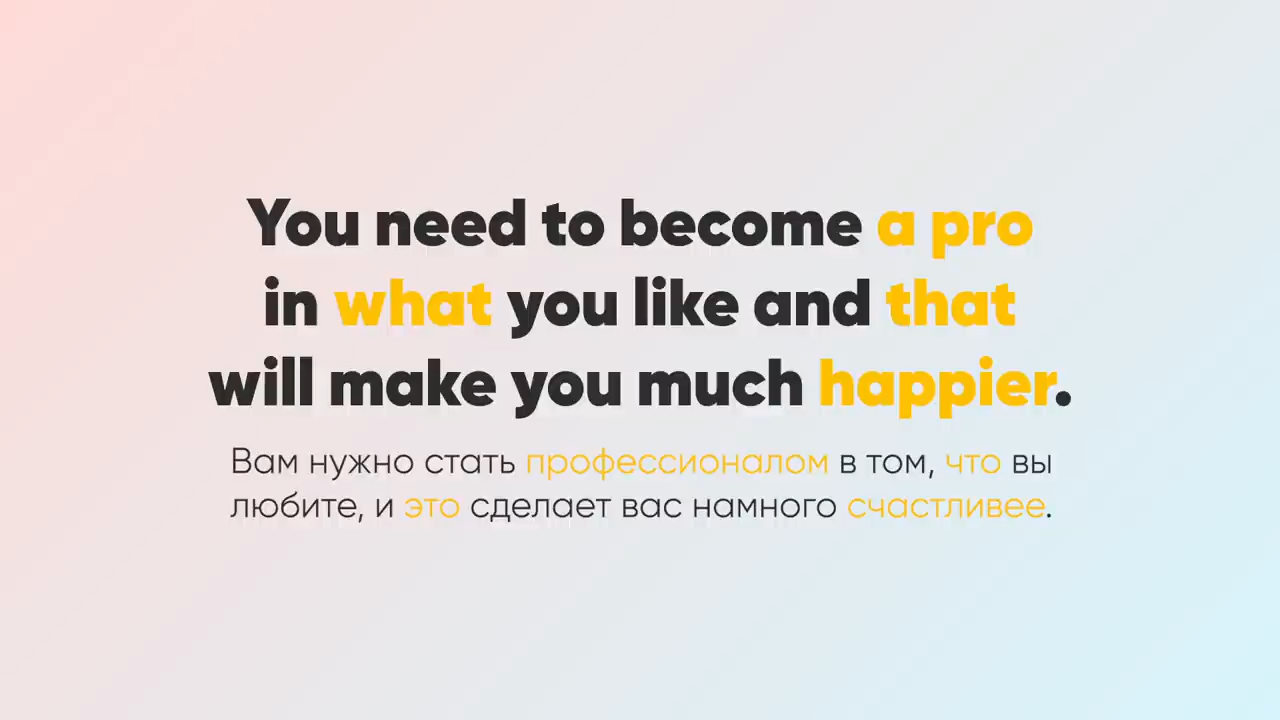 You need to become a pro
in what you like and that
will make you much happier.
Вам нужно стать профессионалом в том, что вы
любите, и это сделает вас намного счастливее.